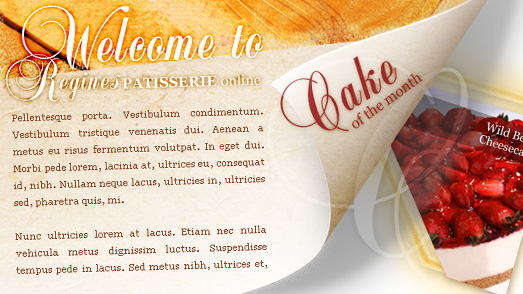 Welcome to
Regines PATISSERIE online
Pellentesque porta. Vestibulum condimentum.
Vestibulum tristique venenatis dui. Aenean a
metus eu risus fermentum volutpat. In eget dui.
Morbi pede lorem, lacinia at, ultrices eu, consequat
id, nibh. Nullam neque lacus, ultricies in, ultricies
sed, pharetra quis, mi.
Nunc ultricies lorem at lacus. Etiam nec nulla
vehicula metus dignissim luctus. Suspendisse
tempus pede in lacus. Sed metus nibh, ultrices et,
Cake
of the month
Wild